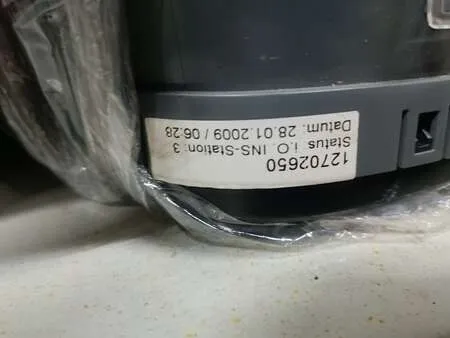 12702650
Status i.O. INS-Station: 3
Datum: 28.01.2009 / 06:28